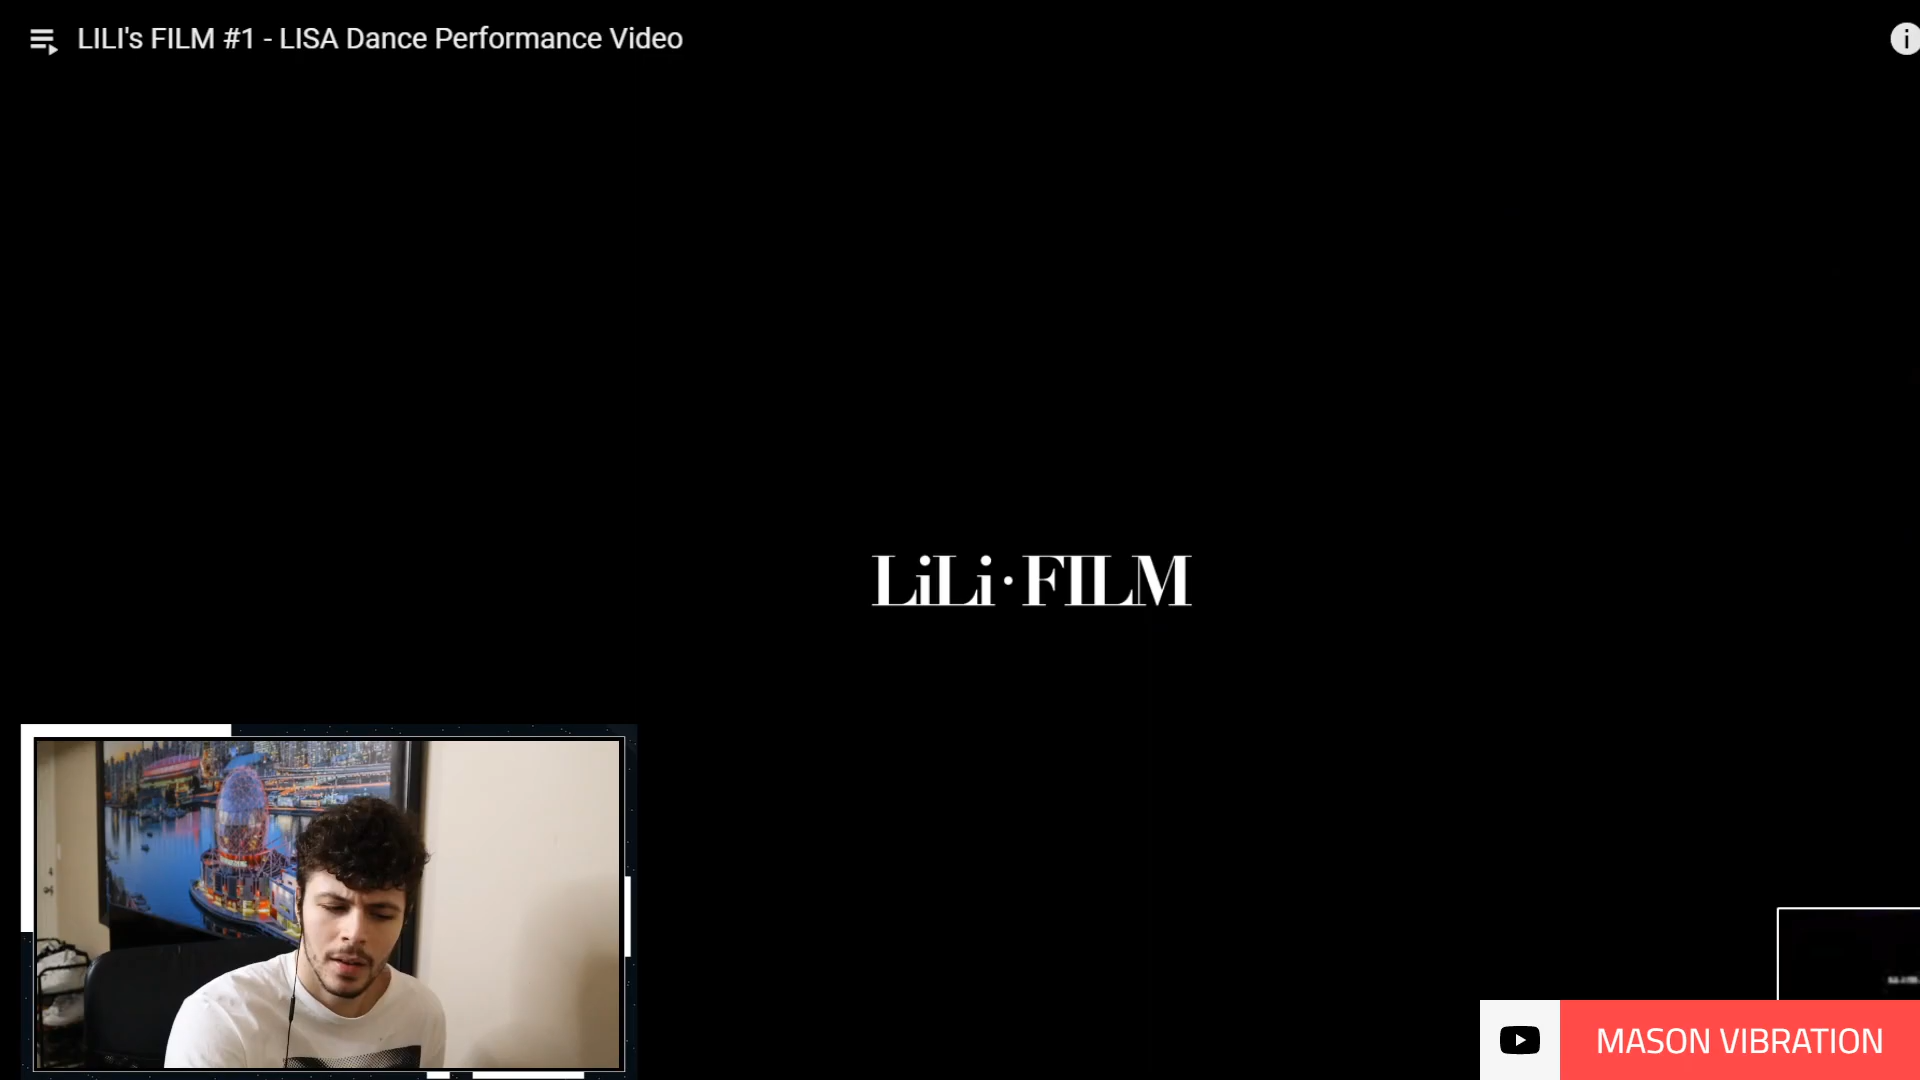 LILI's FILM #1 - LISA Dance Performance Video
LiLi·FILM
MASON VIBRATION